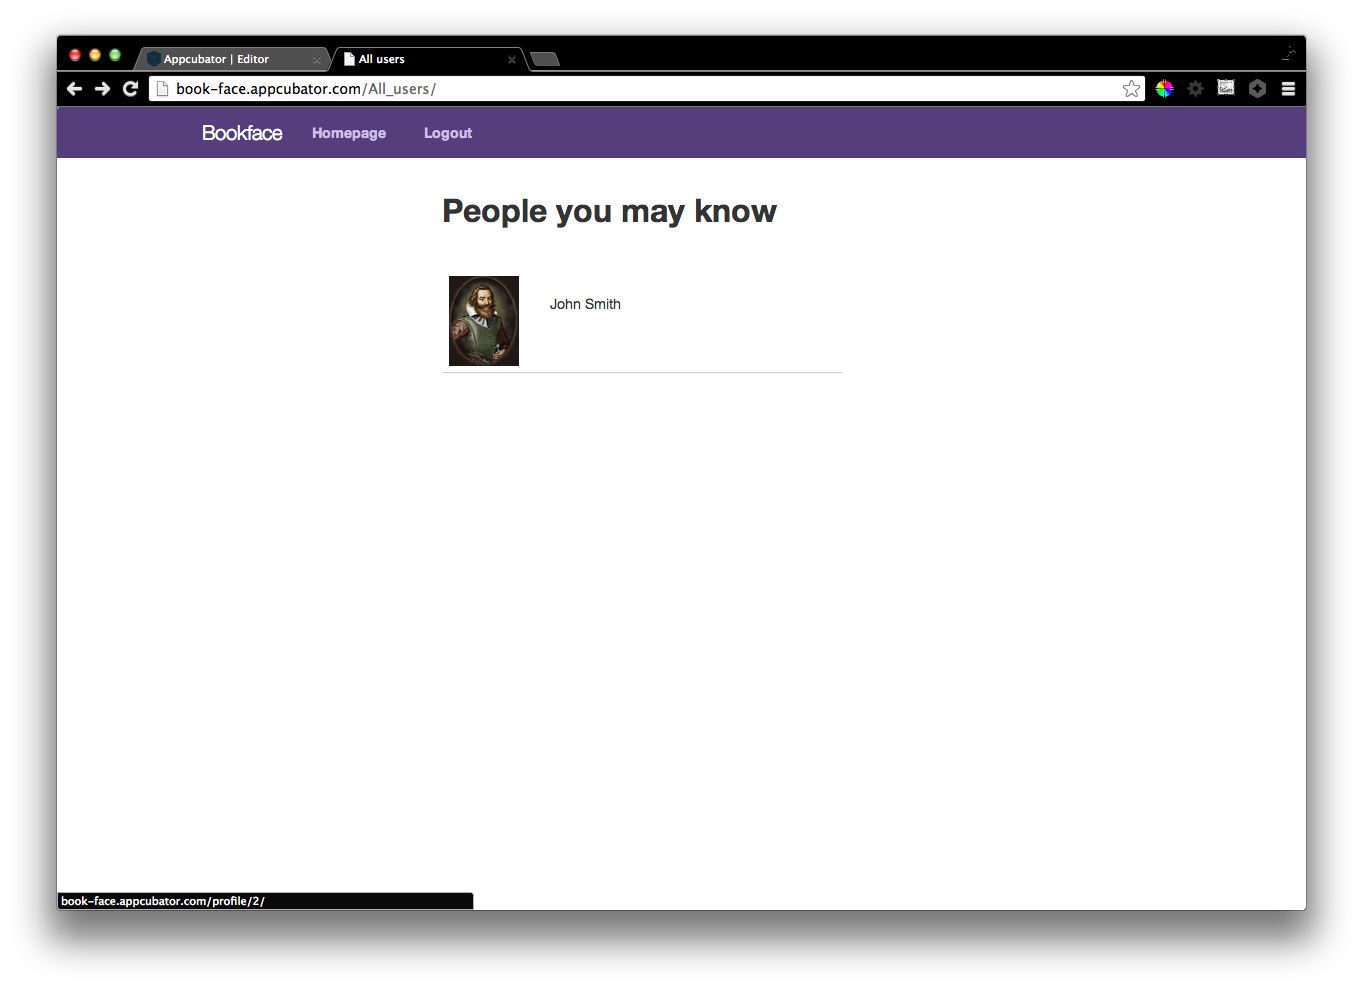 Appcubator | Editor
All users
book-face.appcubator.com/All_users/
Bookface
Homepage
Logout
People you may know
John Smith
book-face.appcubator.com/profile/2/